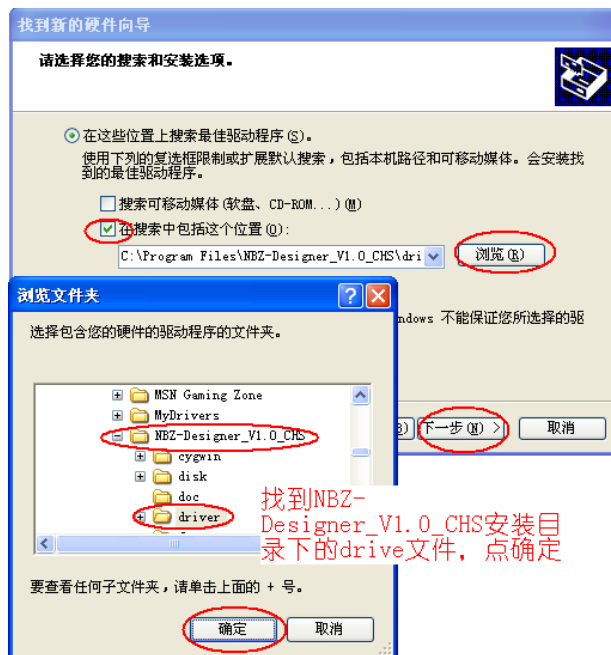 找到新的硬件向导
请选择您的搜索和安装选项。
在这些位置上搜索最佳驱动程序(S)。
使用下列的复选框限制或扩展默认搜索，包括本机路径和可移动媒体。会安装找
到的最佳驱动程序。
搜索可移动媒体(软盘、CD-ROM...)(M)
在搜索中包括这个位置(O):
C:\Program Files\NBZ-Designer_V1.0_CHS\dri
浏览(R)
ndows 不能保证您所选择的驱
下一步(N) >
取消
浏览文件夹
选择包含您的硬件的驱动程序的文件夹。
MSN Gaming Zone
MyDrivers
NBZ-Designer_V1.0_CHS
cygwin
disk
doc
driver
找到NBZ-
Designer_V1.0_CHS安装目
录下的drive文件，点确定
要查看任何子文件夹，请单击上面的 + 号。
确定
取消